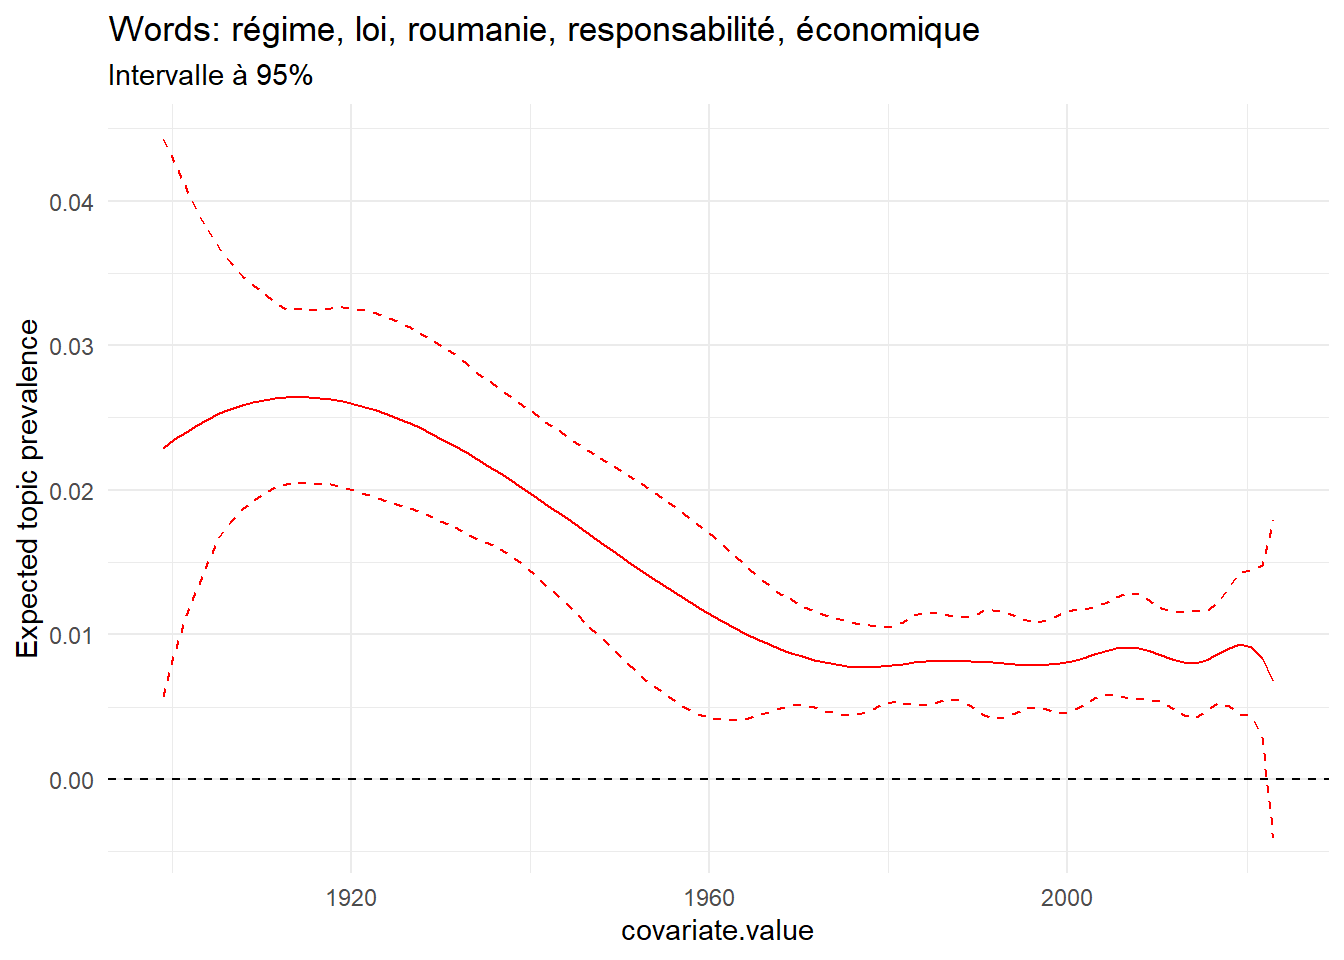 Words: régime, loi, roumanie, responsabilité, économique
Intervalle à 95%
Expected topic prevalence
0.04
0.03
0.02
0.01
0.00
1920 1960 2000
covariate.value